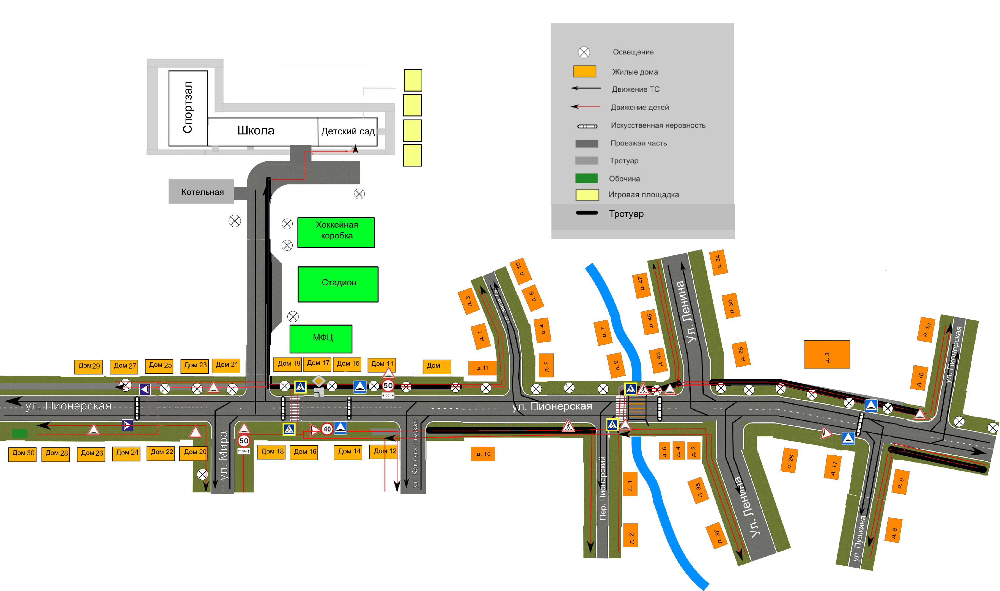 Освещение
Жилые дома
Движение ТС
Движение детей
Искусственная неровность
Проезжая часть
Тротуар
Обочина
Игровая площадка
Тротуар
Спортзал
Школа
Детский сад
Котельная
Хоккейная
коробка
Стадион
МФЦ
Дом29
Дом 27
Дом 25
Дом 23
Дом 21
Дом 19
Дом 17
Дом 15
Дом 11
Дом
д. 11
д. 1
д. 3
д. 10
д. 6
д. 4
д. 2
д. 7
д. 9
д. 47
д. 45
д. 43
д. 34
д. 30
д. 26
д. 3
д. 1а
д. 1б
50
100 м
ул. Пионерская
ул. Пионерская
ул. Пионерская
ул. Ленина
ул. Ленина
ул. Мира
ул. Комсомольская
Пер. Пионерский
ул. Пушкина
40
50
100 м
Дом 30
Дом 28
Дом 26
Дом 24
Дом 22
Дом 20
Дом 18
Дом 16
Дом 14
Дом 12
д. 10
д. 6
д. 4
д. 2
д. 1
д. 2
д. 35
д. 37
д. 26
д. 11
д. 9
д. 8